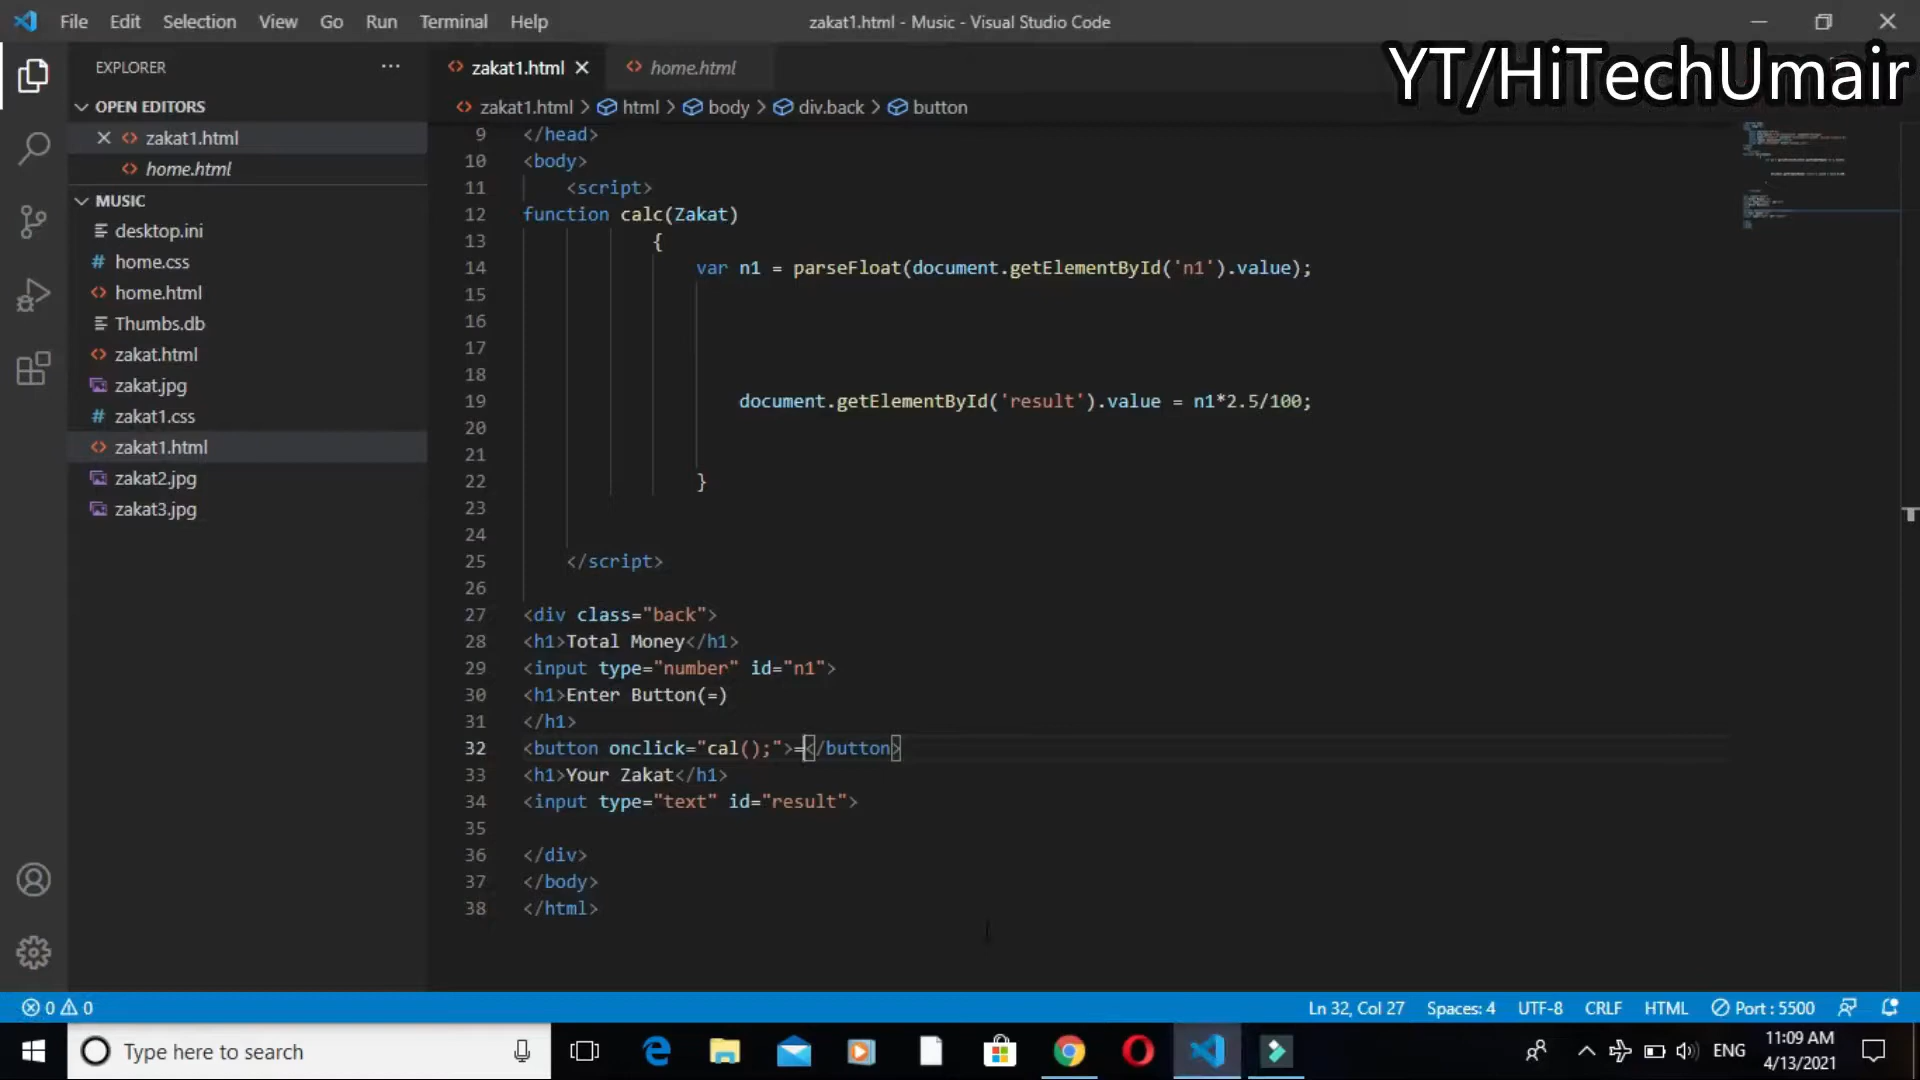 File Edit Selection View Go Run Terminal Help
zakat1.html - Music - Visual Studio Code
YT/HiTechUmair
EXPLORER
zakat1.html
home.html
OPEN EDITORS
zakat1.html
home.html
MUSIC
desktop.ini
home.css
home.html
Thumbs.db
zakat.html
zakat.jpg
zakat1.css
zakat1.html
zakat2.jpg
zakat3.jpg
zakat1.html > html > body > div.back > button
9 </head>
10 <body>
11 <script>
12 function calc(Zakat)
13 {
14 var n1 = parseFloat(document.getElementById('n1').value);
15
16
17
18
19 document.getElementById('result').value = n1*2.5/100;
20
21
22 }
23
24
25 </script>
26
27 <div class="back">
28 <h1>Total Money</h1>
29 <input type="number" id="n1">
30 <h1>Enter Button(=)
31 </h1>
32 <button onclick="cal();">=</button>
33 <h1>Your Zakat</h1>
34 <input type="text" id="result">
35
36 </div>
37 </body>
38 </html>
0 0
Ln 32, Col 27 Spaces: 4 UTF-8 CRLF HTML Port : 5500
Type here to search
ENG
11:09 AM
4/13/2021